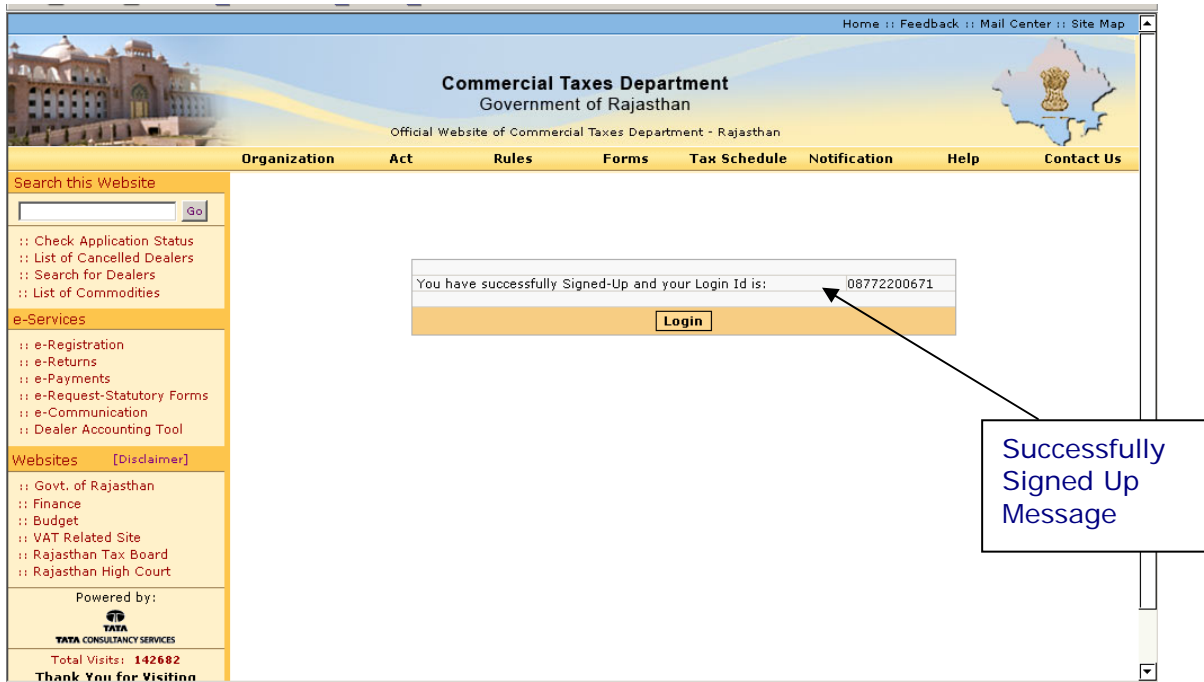 Home :: Feedback :: Mail Center :: Site Map
Commercial Taxes Department
Government of Rajasthan
Official Website of Commercial Taxes Department - Rajasthan
Organization Act Rules Forms Tax Schedule Notification Help Contact Us
Search this Website
Go
:: Check Application Status
:: List of Cancelled Dealers
:: Search for Dealers
:: List of Commodities
e-Services
:: e-Registration
:: e-Returns
:: e-Payments
:: e-Request-Statutory Forms
:: e-Communication
:: Dealer Accounting Tool
Websites [Disclaimer]
:: Govt. of Rajasthan
:: Finance
:: Budget
:: VAT Related Site
:: Rajasthan Tax Board
:: Rajasthan High Court
Powered by:
TATA
TATA CONSULTANCY SERVICES
Total Visits: 142682
Thank You for Visiting
You have successfully Signed-Up and your Login Id is: 08772200671
Login
Successfully
Signed Up
Message